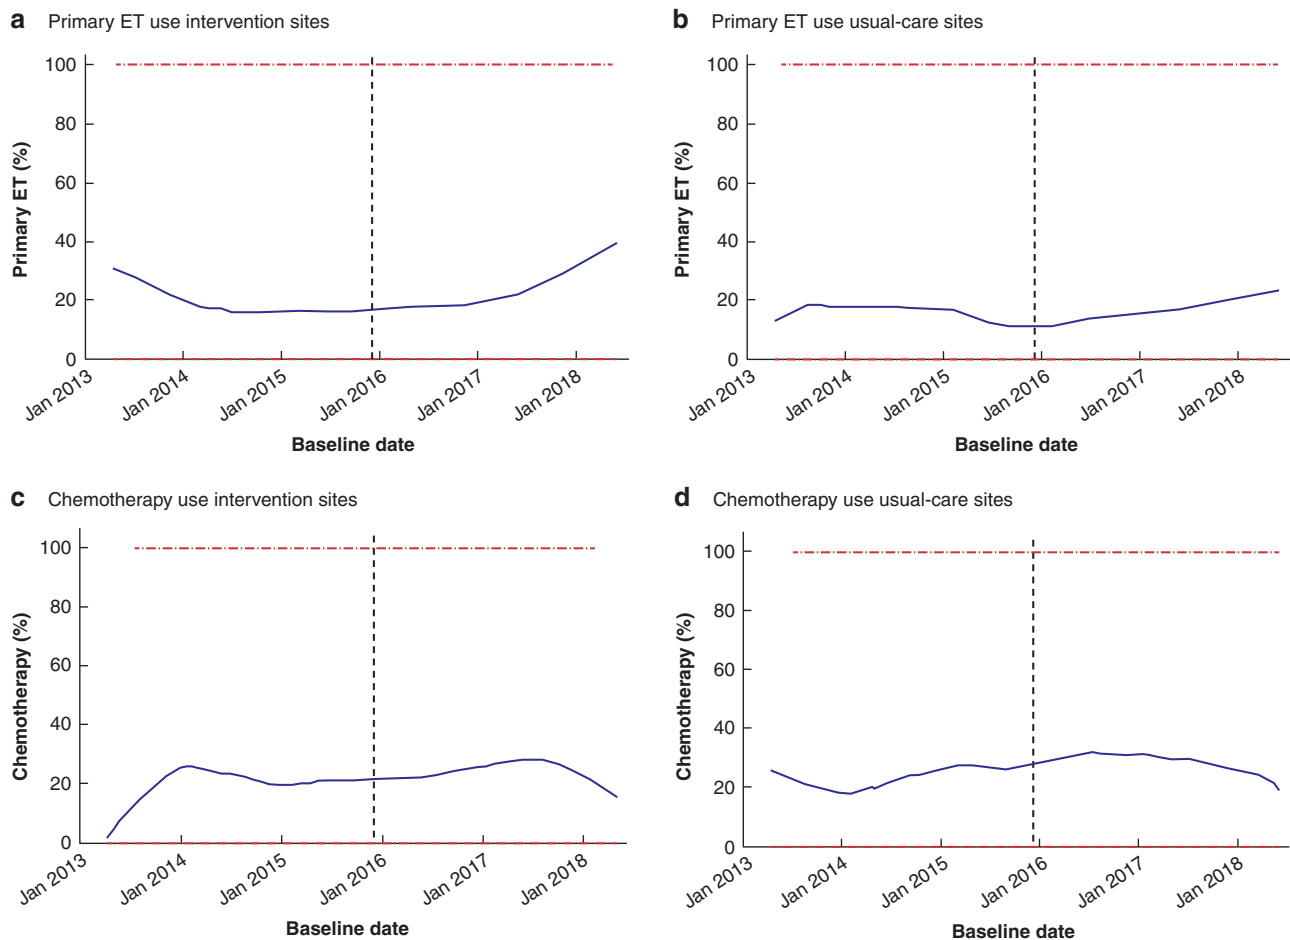 a Primary ET use intervention sites
100
80
60
40
20
0
Primary ET (%)
Jan 2013
Jan 2014
Jan 2015
Jan 2016
Jan 2017
Jan 2018
Baseline date
b Primary ET use usual-care sites
100
80
60
40
20
0
Primary ET (%)
Jan 2013
Jan 2014
Jan 2015
Jan 2016
Jan 2017
Jan 2018
Baseline date
c Chemotherapy use intervention sites
100
80
60
40
20
0
Chemotherapy (%)
Jan 2013
Jan 2014
Jan 2015
Jan 2016
Jan 2017
Jan 2018
Baseline date
d Chemotherapy use usual-care sites
100
80
60
40
20
0
Chemotherapy (%)
Jan 2013
Jan 2014
Jan 2015
Jan 2016
Jan 2017
Jan 2018
Baseline date